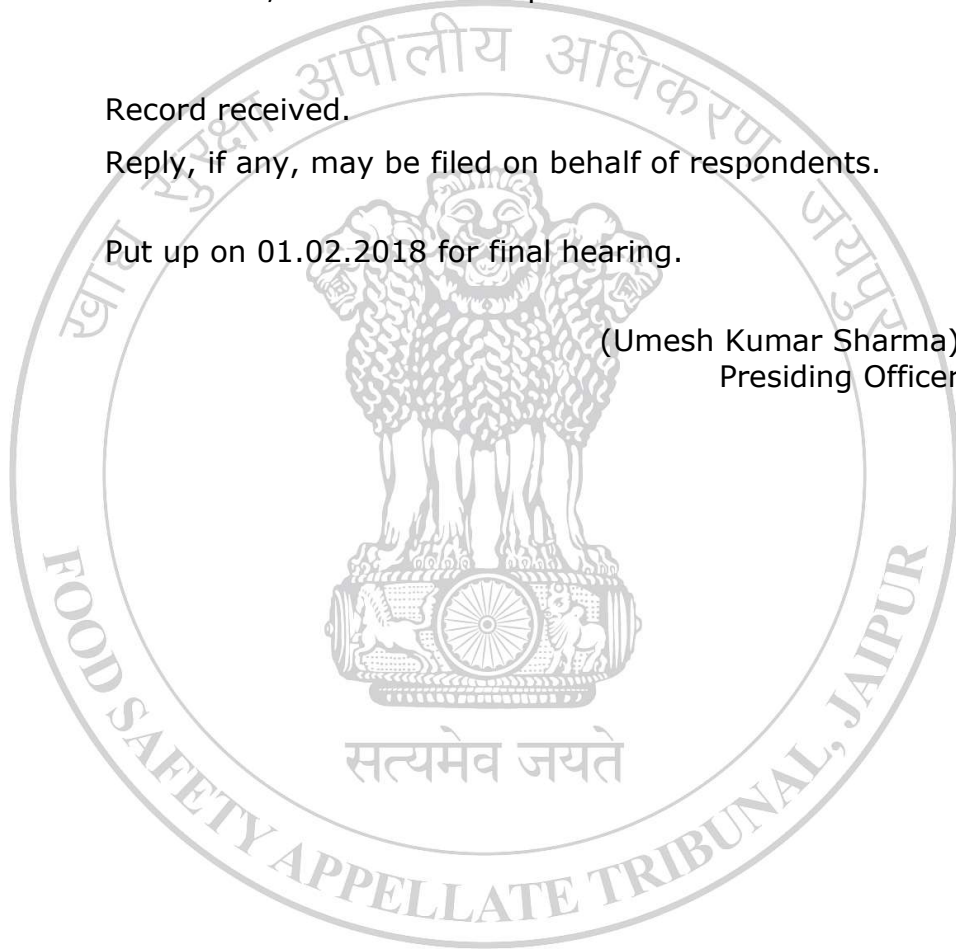 Record received.
Reply, if any, may be filed on behalf of respondents.
Put up on 01.02.2018 for final hearing.
(Umesh Kumar Sharma)
Presiding Officer
खाद्य सुरक्षा अपीलीय अधिकरण, जयपुर
सत्यमेव जयते
FOOD SAFETY APPELLATE TRIBUNAL, JAIPUR